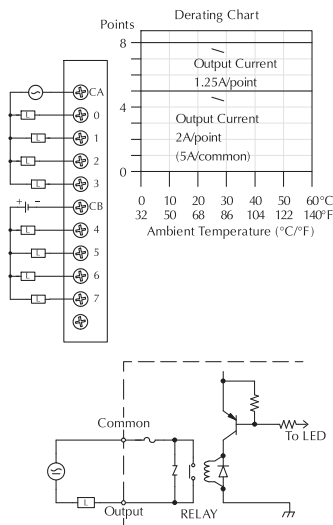 Derating Chart
Points
8
Output Current
1.25A/point
4
Output Current
2A/point
(5A/common)
0
0 10 20 30 40 50 60°C
32 50 68 86 104 122 140°F
Ambient Temperature (°C/°F)
CA
L 0
L 1
L 2
L 3
+ − CB
L 4
L 5
L 6
L 7
Common
To LED
L
Output
RELAY